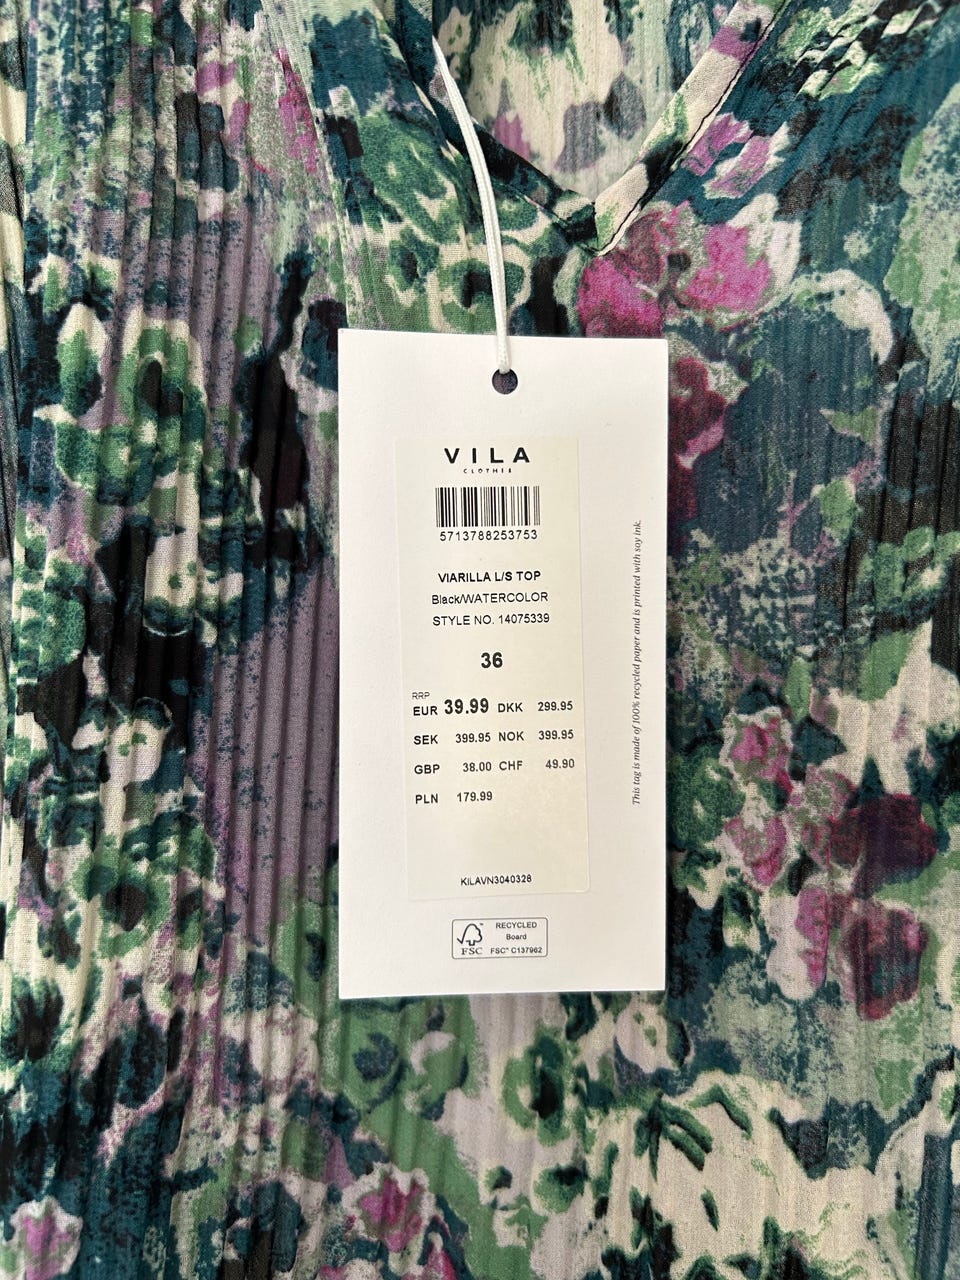 VILA
CLOTHES
5713788253753
VIARILLA L/S TOP
Black/WATERCOLOR
STYLE NO. 14075339
36
RRP
EUR 39.99 DKK 299.95
SEK 399.95 NOK 399.95
GBP 38.00 CHF 49.90
PLN 179.99
KILAVN3040328
RECYCLED
Board
FSC FSC® C137962
This tag is made of 100% recycled paper and is printed with soy ink.